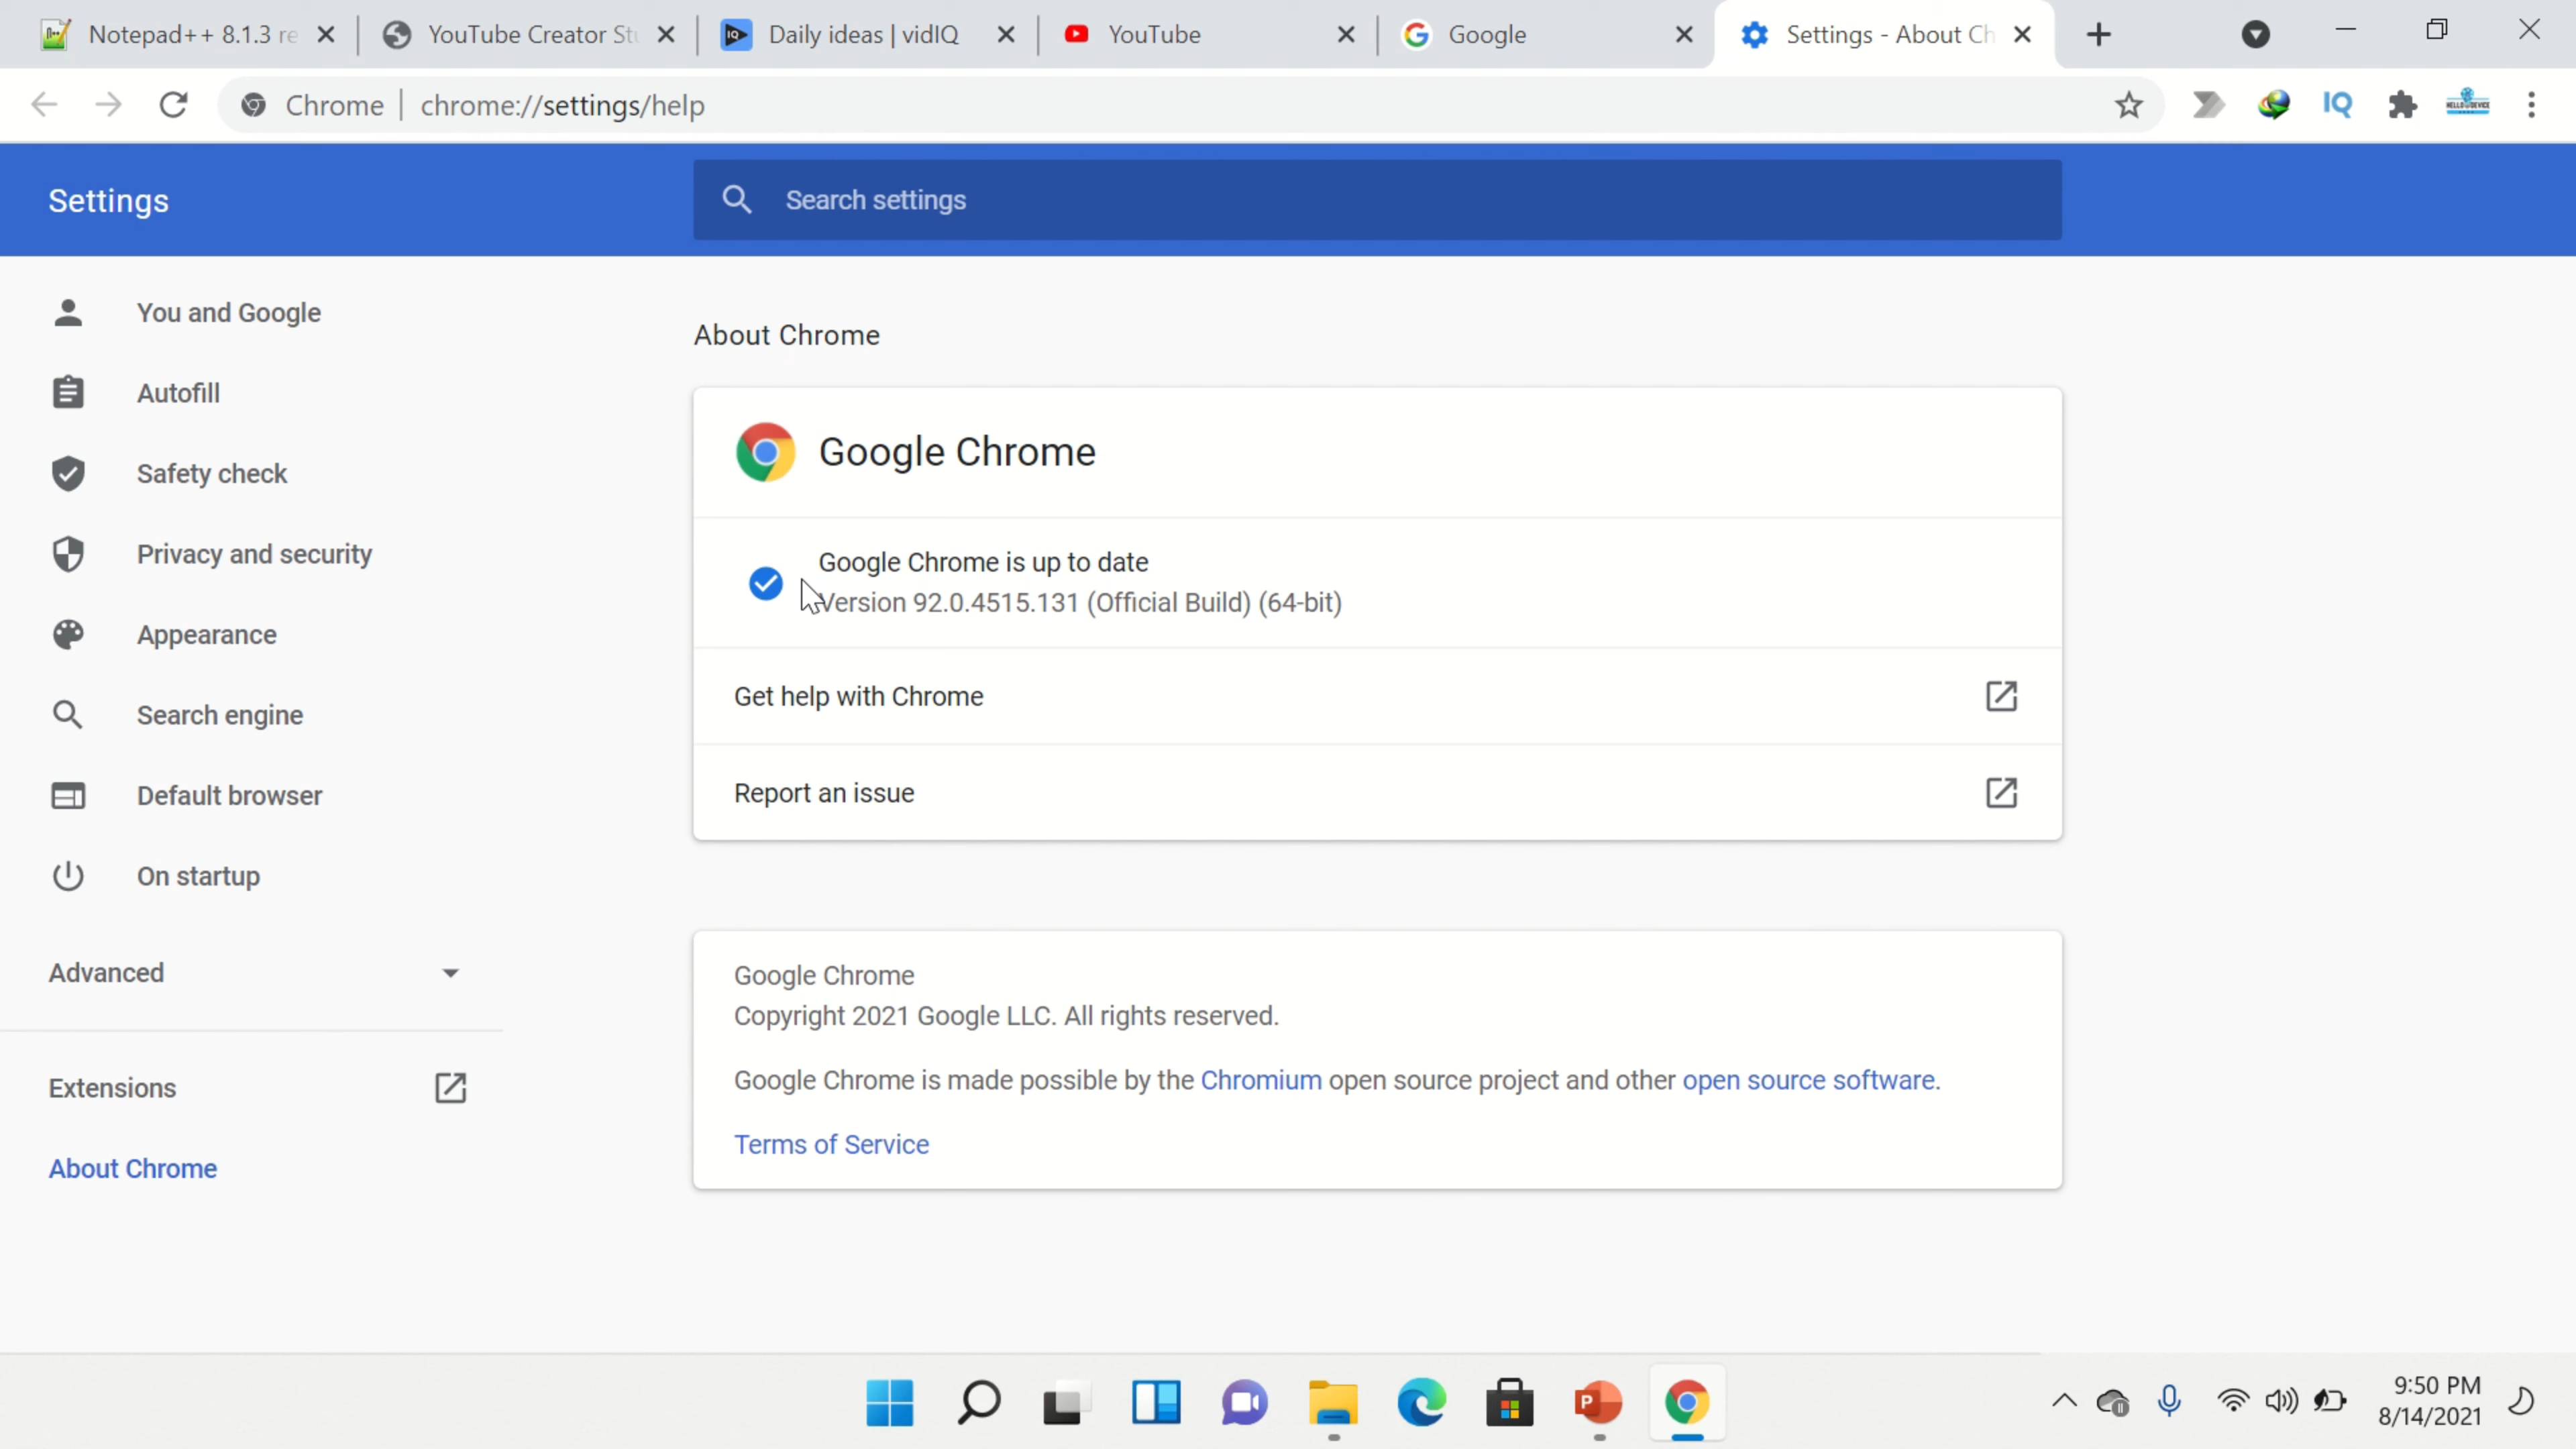 Notepad++ 8.1.3 re
YouTube Creator Stu
Daily ideas | vidIQ
YouTube
Google
Settings - About Ch
Chrome | chrome://settings/help
IQ
HELLO DEVICE
Settings
Search settings
You and Google
Autofill
Safety check
Privacy and security
Appearance
Search engine
Default browser
On startup
Advanced
Extensions
About Chrome
About Chrome
Google Chrome
Google Chrome is up to date
Version 92.0.4515.131 (Official Build) (64-bit)
Get help with Chrome
Report an issue
Google Chrome
Copyright 2021 Google LLC. All rights reserved.
Google Chrome is made possible by the Chromium open source project and other open source software.
Terms of Service
9:50 PM
8/14/2021